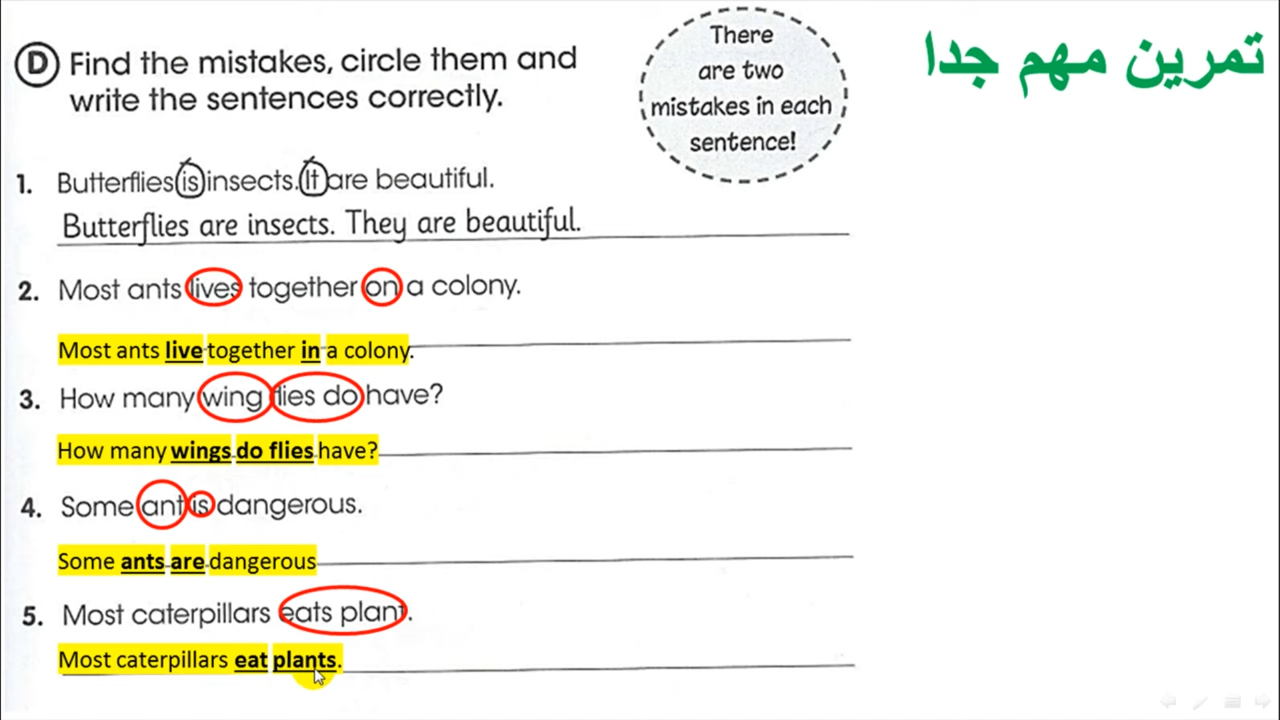 D Find the mistakes, circle them and
write the sentences correctly.
There
are two
mistakes in each
sentence!
تمرين مهم جدا
1. Butterflies is insects. It are beautiful.
Butterflies are insects. They are beautiful.
2. Most ants lives together on a colony.
Most ants live together in a colony.
3. How many wing flies do have?
How many wings do flies have?
4. Some ant is dangerous.
Some ants are dangerous
5. Most caterpillars eats plant.
Most caterpillars eat plants.